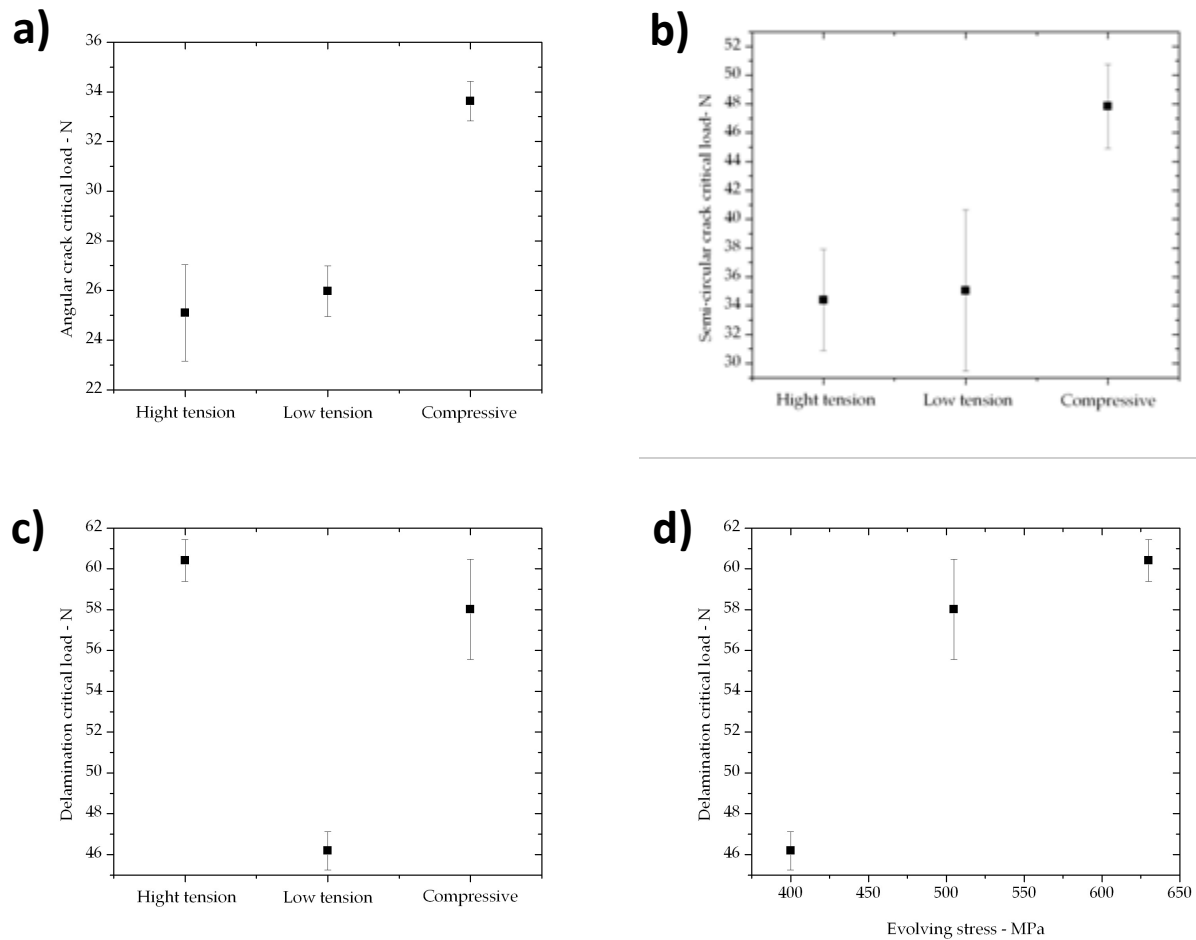 a)
36
34
32
30
28
26
24
22
Angular crack critical load - N
Hight tension
Low tension
Compressive
b)
52
50
48
46
44
42
40
38
36
34
32
30
Semi-circular crack critical load- N
Hight tension
Low tension
Compressive
c)
62
60
58
56
54
52
50
48
46
Delamination critical load - N
Hight tension
Low tension
Compressive
d)
62
60
58
56
54
52
50
48
46
Delamination critical load - N
400
450
500
550
600
650
Evolving stress - MPa